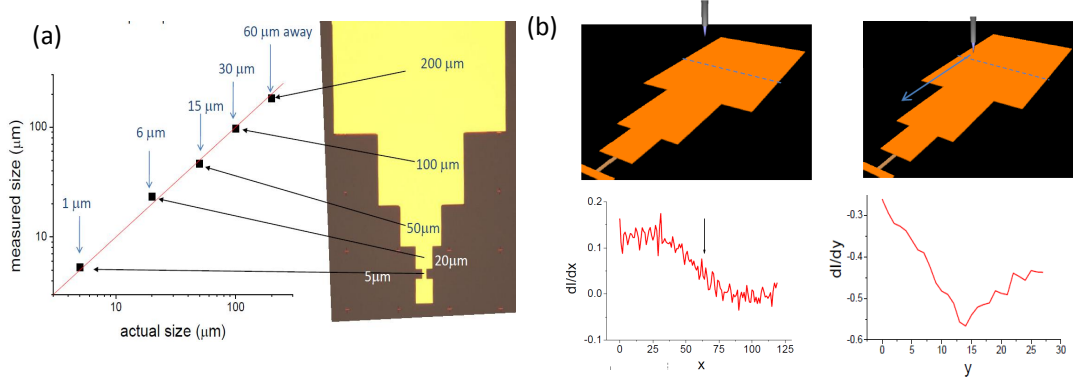 (a)
measured size (μm)
100
10
10
100
actual size (μm)
1 μm
6 μm
15 μm
30 μm
60 μm away
200 μm
100 μm
50μm
20μm
5μm
(b)
dI/dx
0.2
0.1
0.0
-0.1
0
25
50
75
100
125
x
dI/dy
-0.3
-0.4
-0.5
-0.6
0
5
10
15
20
25
30
y